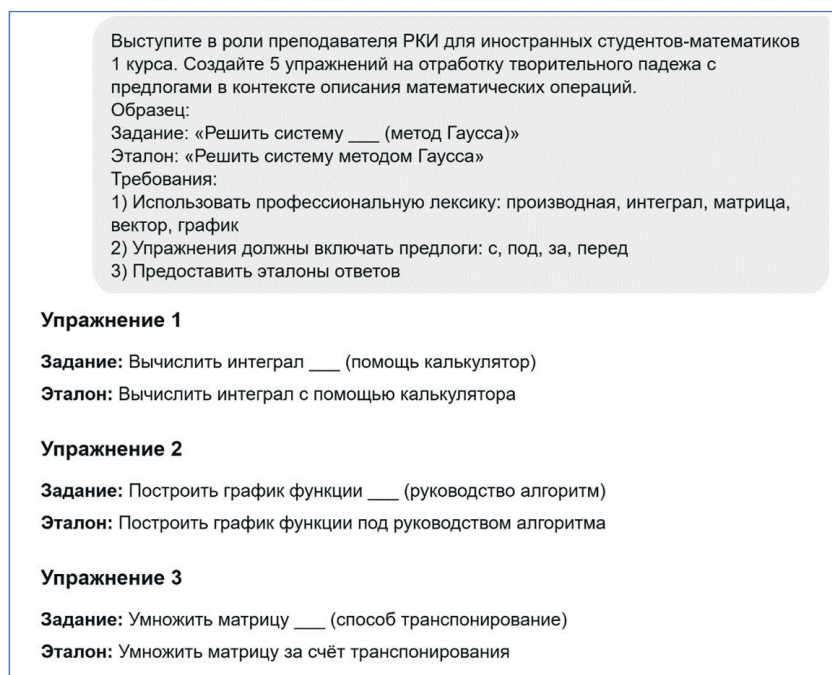 Выступите в роли преподавателя РКИ для иностранных студентов-математиков
1 курса. Создайте 5 упражнений на отработку творительного падежа с
предлогами в контексте описания математических операций.
Образец:
Задание: «Решить систему ___ (метод Гаусса)»
Эталон: «Решить систему методом Гаусса»
Требования:
1) Использовать профессиональную лексику: производная, интеграл, матрица,
вектор, график
2) Упражнения должны включать предлоги: с, под, за, перед
3) Предоставить эталоны ответов
Упражнение 1
Задание: Вычислить интеграл ___ (помощь калькулятор)
Эталон: Вычислить интеграл с помощью калькулятора
Упражнение 2
Задание: Построить график функции ___ (руководство алгоритм)
Эталон: Построить график функции под руководством алгоритма
Упражнение 3
Задание: Умножить матрицу ___ (способ транспонирование)
Эталон: Умножить матрицу за счёт транспонирования